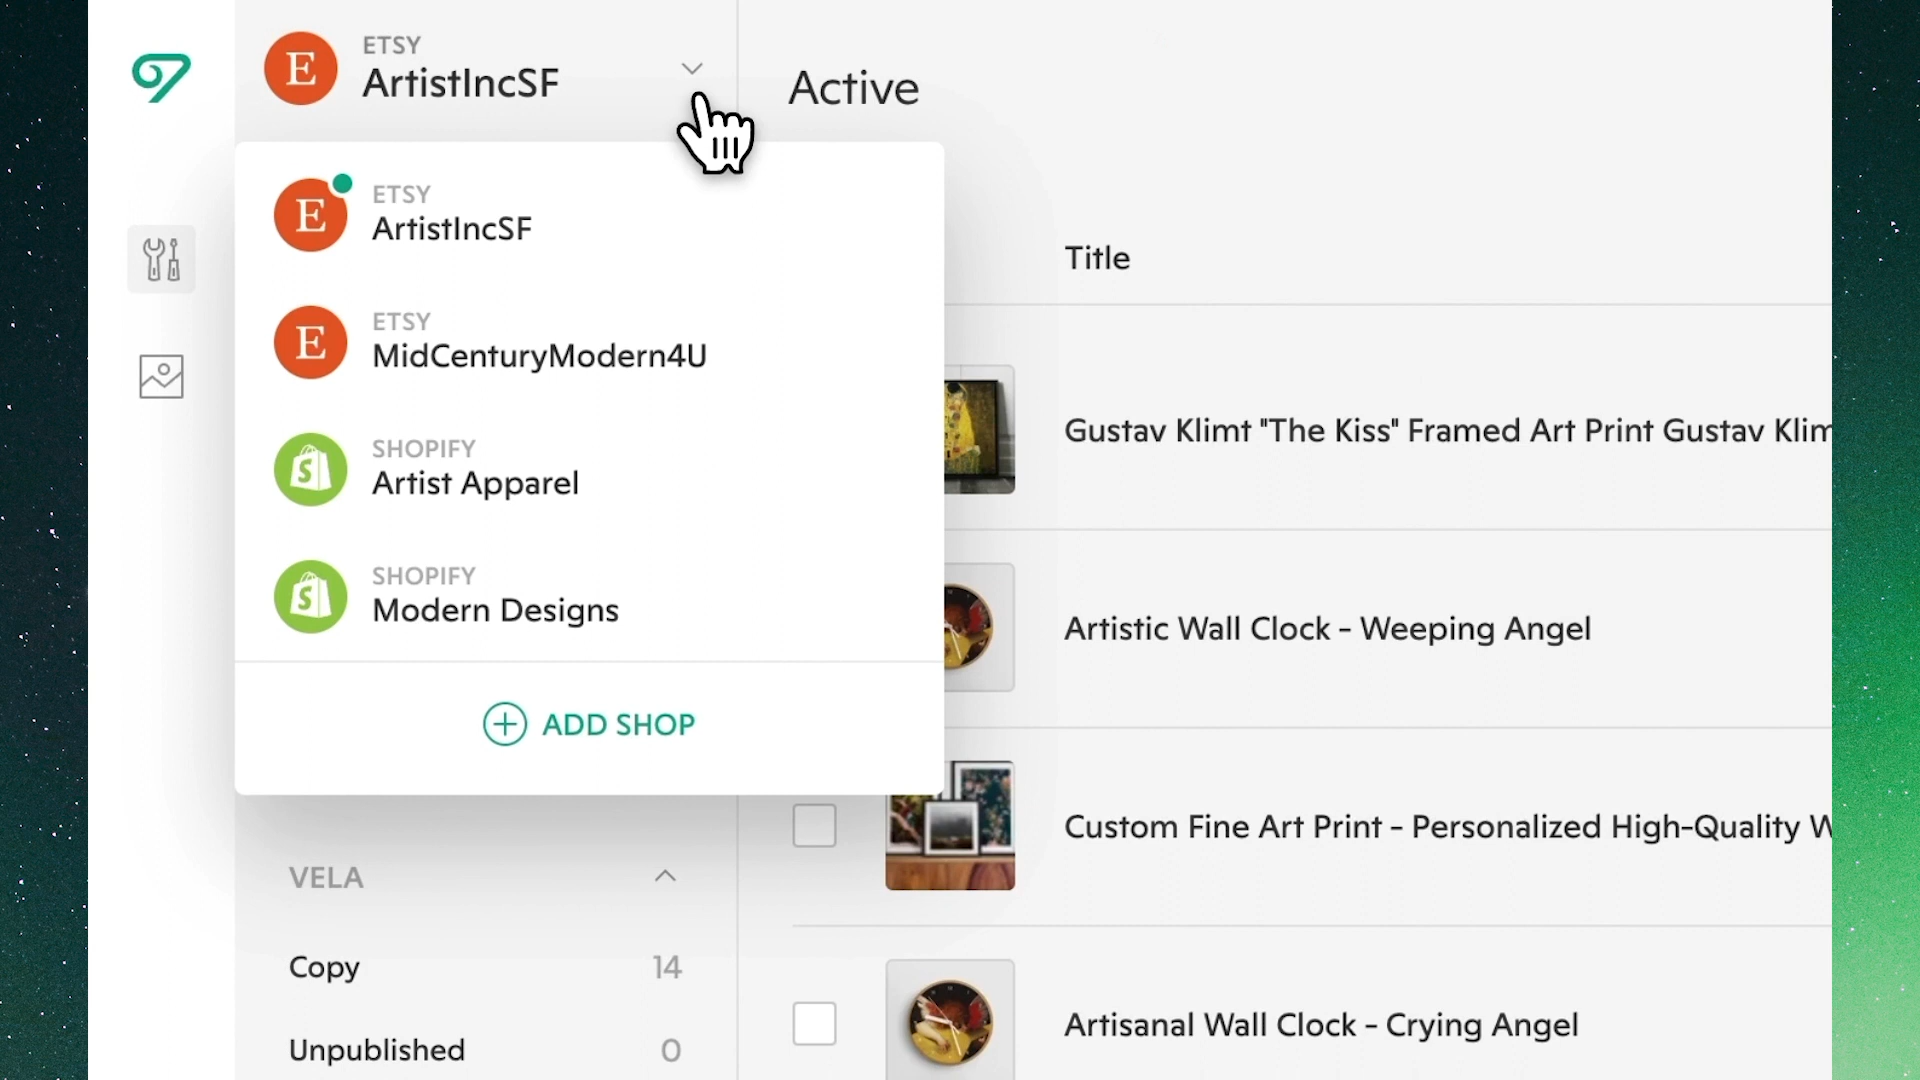 ETSY
ArtistIncSF
Active
ETSY
ArtistIncSF
ETSY
MidCenturyModern4U
SHOPIFY
Artist Apparel
SHOPIFY
Modern Designs
ADD SHOP
VELA
Copy 14
Unpublished 0
Title
Gustav Klimt "The Kiss" Framed Art Print Gustav Klim
Artistic Wall Clock - Weeping Angel
Custom Fine Art Print - Personalized High-Quality W
Artisanal Wall Clock - Crying Angel